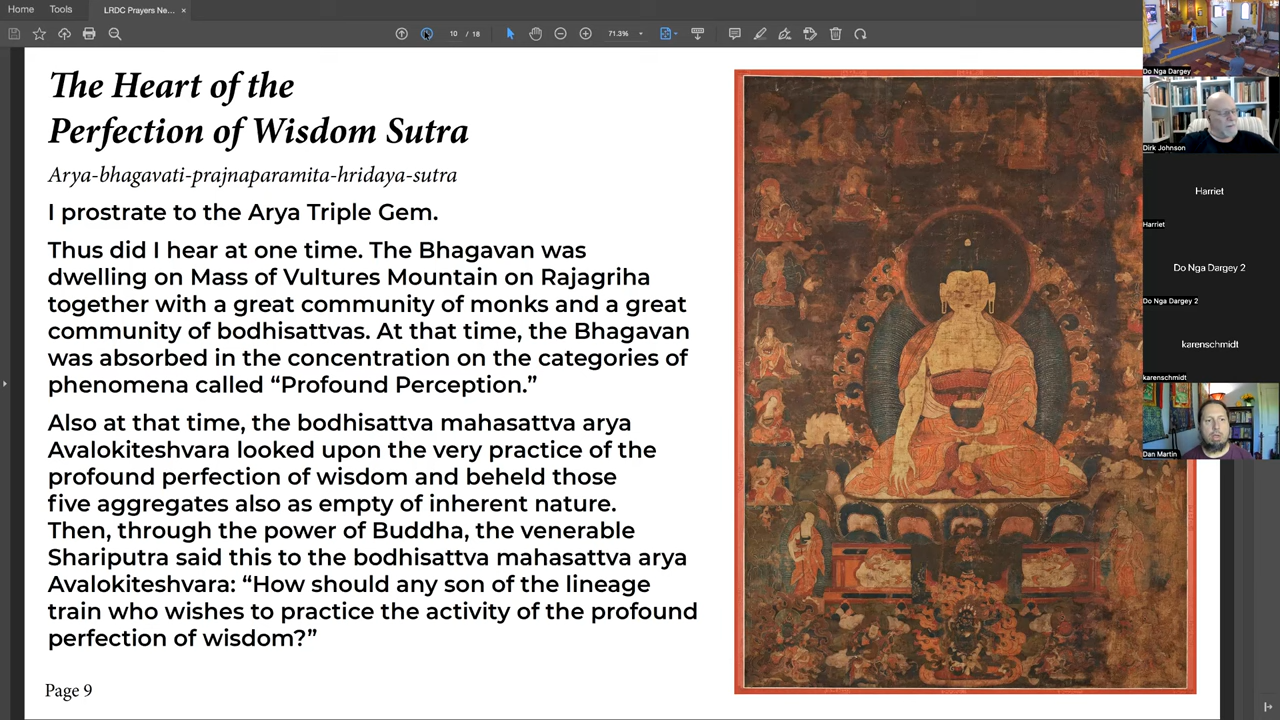 Home
Tools
LRDC Prayers Ne...
×
10 / 18
71.3%
The Heart of the
Perfection of Wisdom Sutra
Arya-bhagavati-prajnaparamita-hridaya-sutra
I prostrate to the Arya Triple Gem.
Thus did I hear at one time. The Bhagavan was
dwelling on Mass of Vultures Mountain on Rajagriha
together with a great community of monks and a great
community of bodhisattvas. At that time, the Bhagavan
was absorbed in the concentration on the categories of
phenomena called “Profound Perception.”
Also at that time, the bodhisattva mahasattva arya
Avalokiteshvara looked upon the very practice of the
profound perfection of wisdom and beheld those
five aggregates also as empty of inherent nature.
Then, through the power of Buddha, the venerable
Shariputra said this to the bodhisattva mahasattva arya
Avalokiteshvara: “How should any son of the lineage
train who wishes to practice the activity of the profound
perfection of wisdom?”
Page 9
Do Nga Dargey
Dirk Johnson
Harriet
Harriet
Do Nga Dargey 2
Do Nga Dargey 2
karenschmidt
karenschmidt
Dan Martin